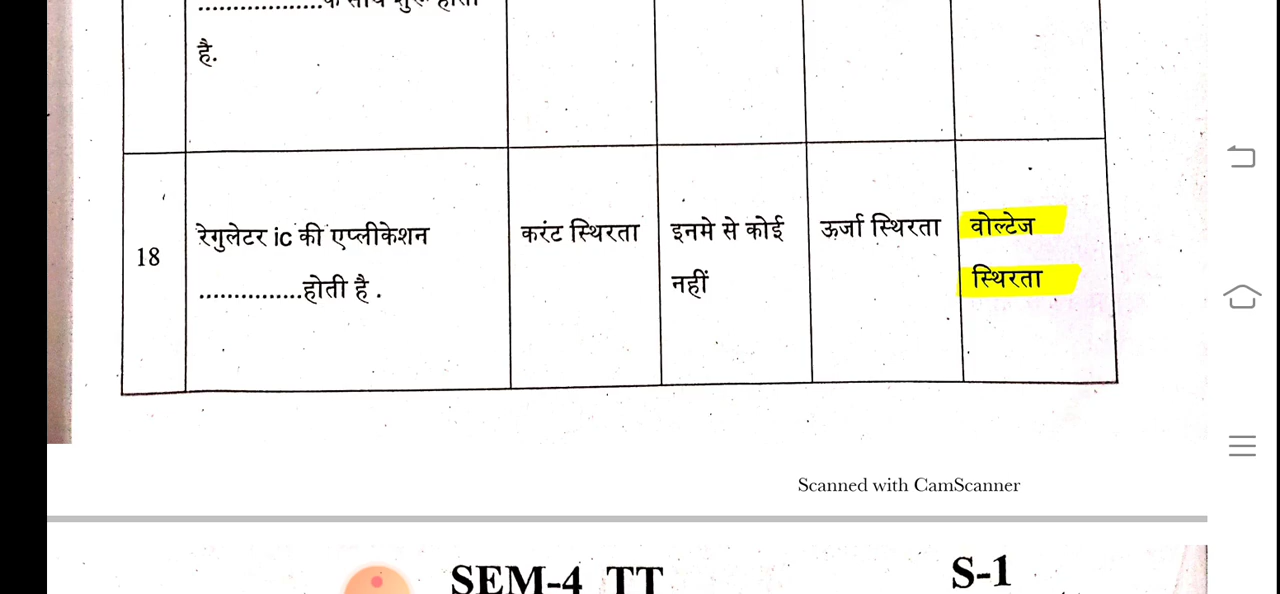 ...................के साथ शुरू होती
है.
18
रेगुलेटर ic की एप्लीकेशन
...............होती है .
करंट स्थिरता
इनमे से कोई
नहीं
ऊर्जा स्थिरता
वोल्टेज
स्थिरता
Scanned with CamScanner
SEM-4 TT
S-1